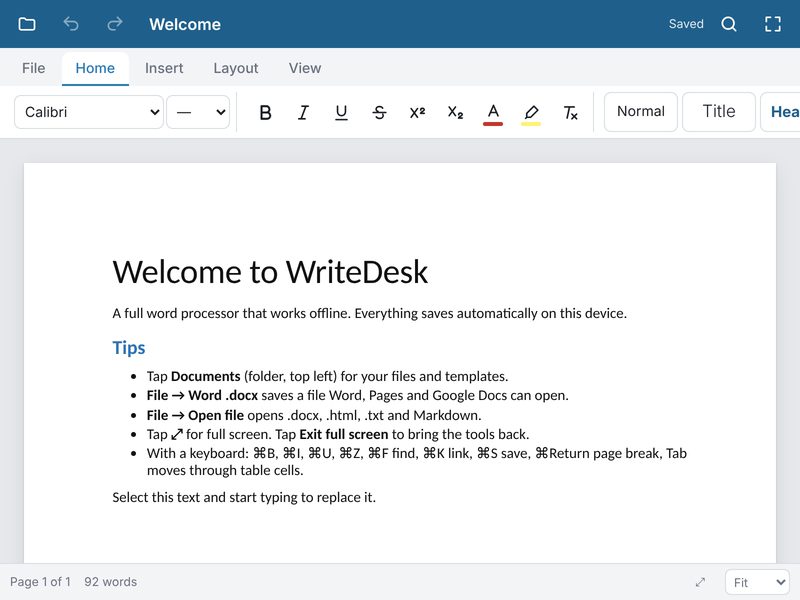 Welcome
Saved
File Home Insert Layout View
Calibri — B I U S X² X₂ A Tx Normal Title Hea
Welcome to WriteDesk
A full word processor that works offline. Everything saves automatically on this device.
Tips
• Tap Documents (folder, top left) for your files and templates.
• File → Word .docx saves a file Word, Pages and Google Docs can open.
• File → Open file opens .docx, .html, .txt and Markdown.
• Tap ⤢ for full screen. Tap Exit full screen to bring the tools back.
• With a keyboard: ⌘B, ⌘I, ⌘U, ⌘Z, ⌘F find, ⌘K link, ⌘S save, ⌘Return page break, Tab
moves through table cells.
Select this text and start typing to replace it.
Page 1 of 1 92 words ⤢ Fit